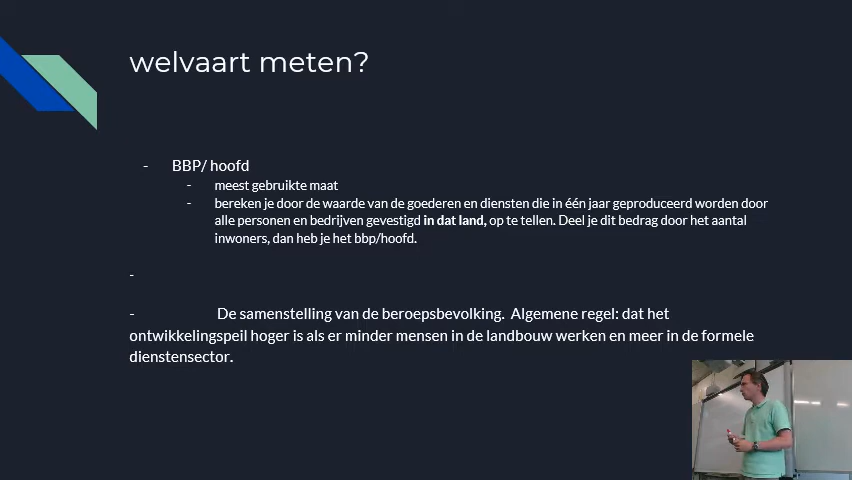 welvaart meten?
- BBP/ hoofd
- meest gebruikte maat
- bereken je door de waarde van de goederen en diensten die in één jaar geproduceerd worden door
alle personen en bedrijven gevestigd in dat land, op te tellen. Deel je dit bedrag door het aantal
inwoners, dan heb je het bbp/hoofd.
-
- De samenstelling van de beroepsbevolking. Algemene regel: dat het
ontwikkelingspeil hoger is als er minder mensen in de landbouw werken en meer in de formele
dienstensector.